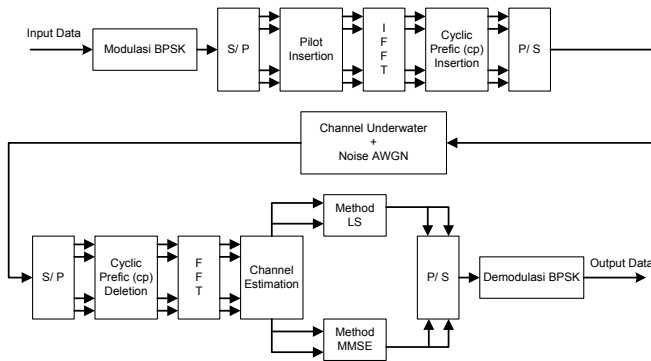 Input Data
Modulasi BPSK
S/ P
Pilot
Insertion
I
F
F
T
Cyclic
Prefic (cp)
Insertion
P/ S
Channel Underwater
+
Noise AWGN
S/ P
Cyclic
Prefic (cp)
Deletion
F
F
T
Channel
Estimation
Method
LS
Method
MMSE
P/ S
Demodulasi BPSK
Output Data